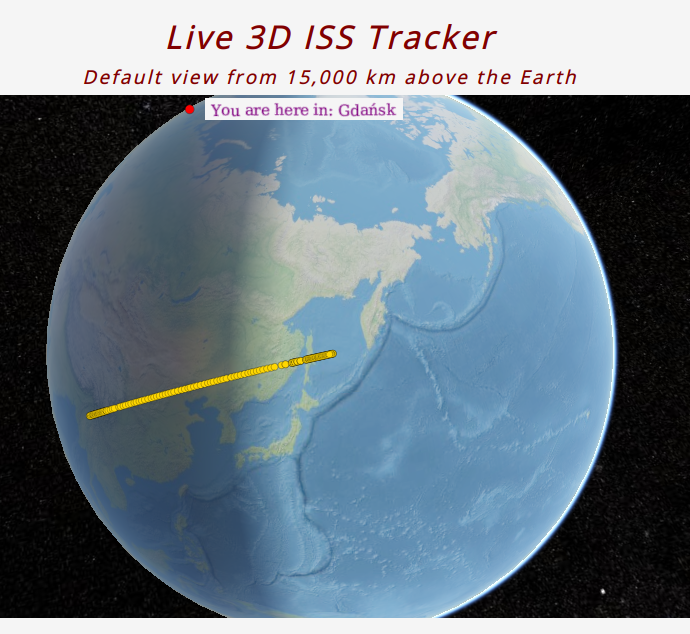 Live 3D ISS Tracker
Default view from 15,000 km above the Earth
You are here in: Gdańsk